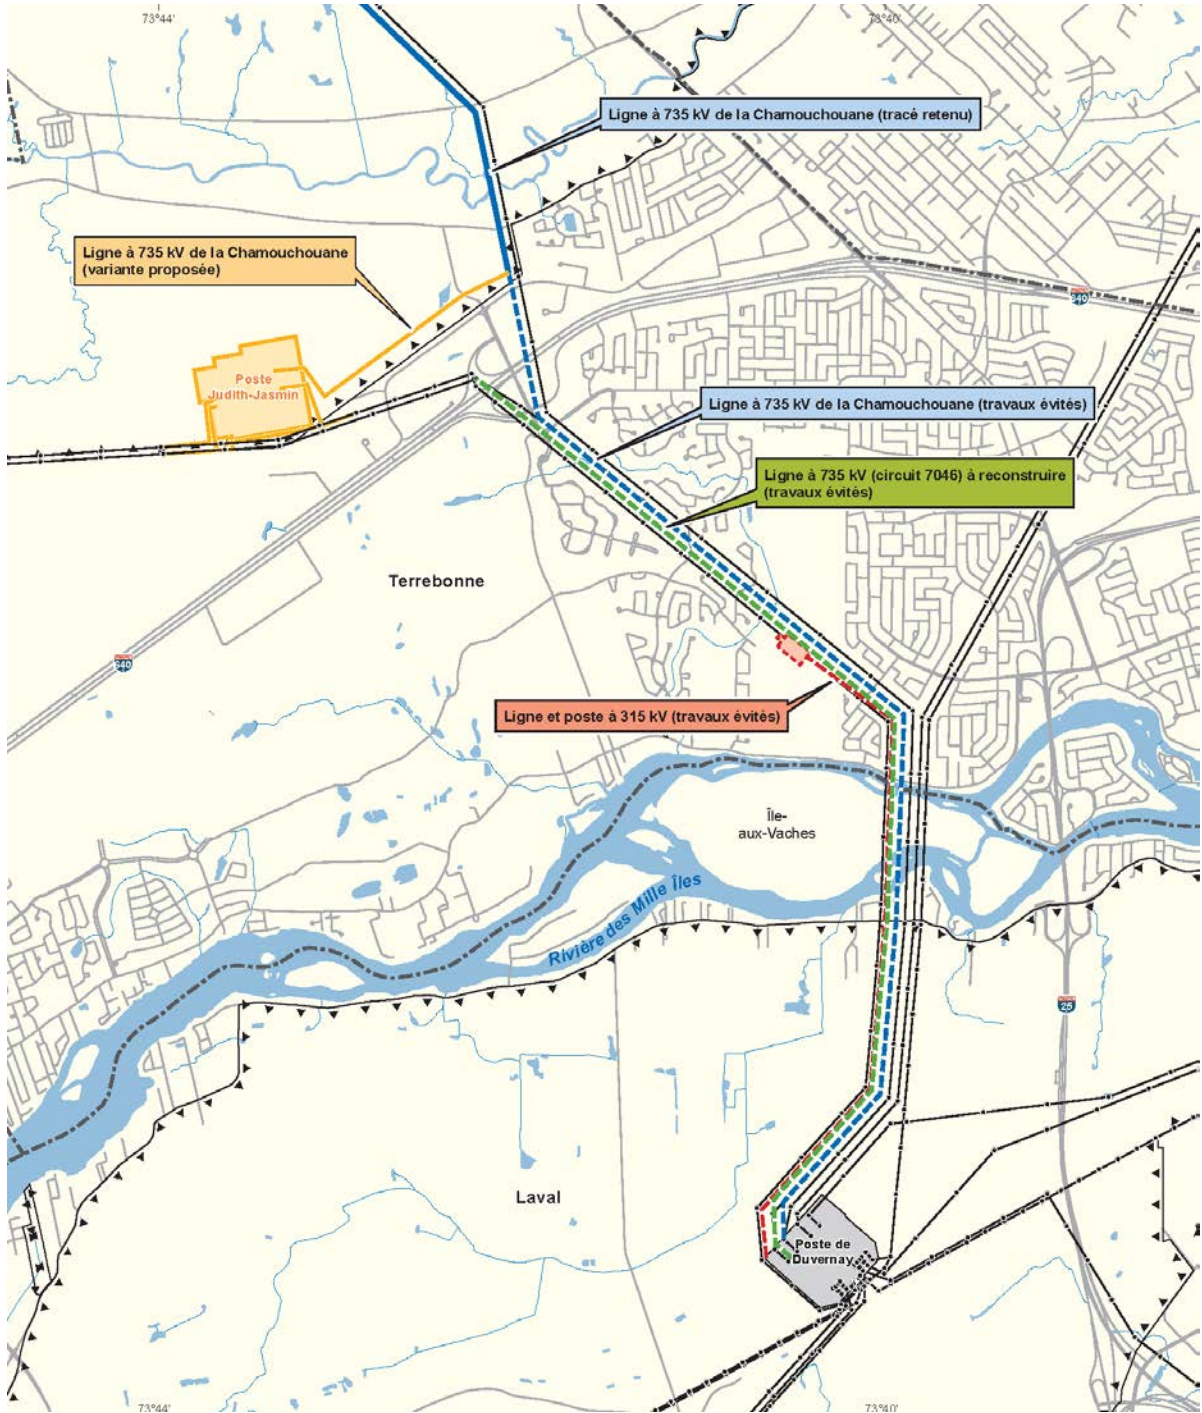 73°44'
73°40'
Ligne à 735 kV de la Chamouchouane (tracé retenu)
Ligne à 735 kV de la Chamouchouane
(variante proposée)
640
Poste
Judith-Jasmin
Ligne à 735 kV de la Chamouchouane (travaux évités)
Ligne à 735 kV (circuit 7046) à reconstruire
(travaux évités)
Terrebonne
640
Ligne et poste à 315 kV (travaux évités)
Île-
aux-Vaches
Rivière des Mille Îles
25
Laval
Poste de
Duvernay
73°44'
73°40'